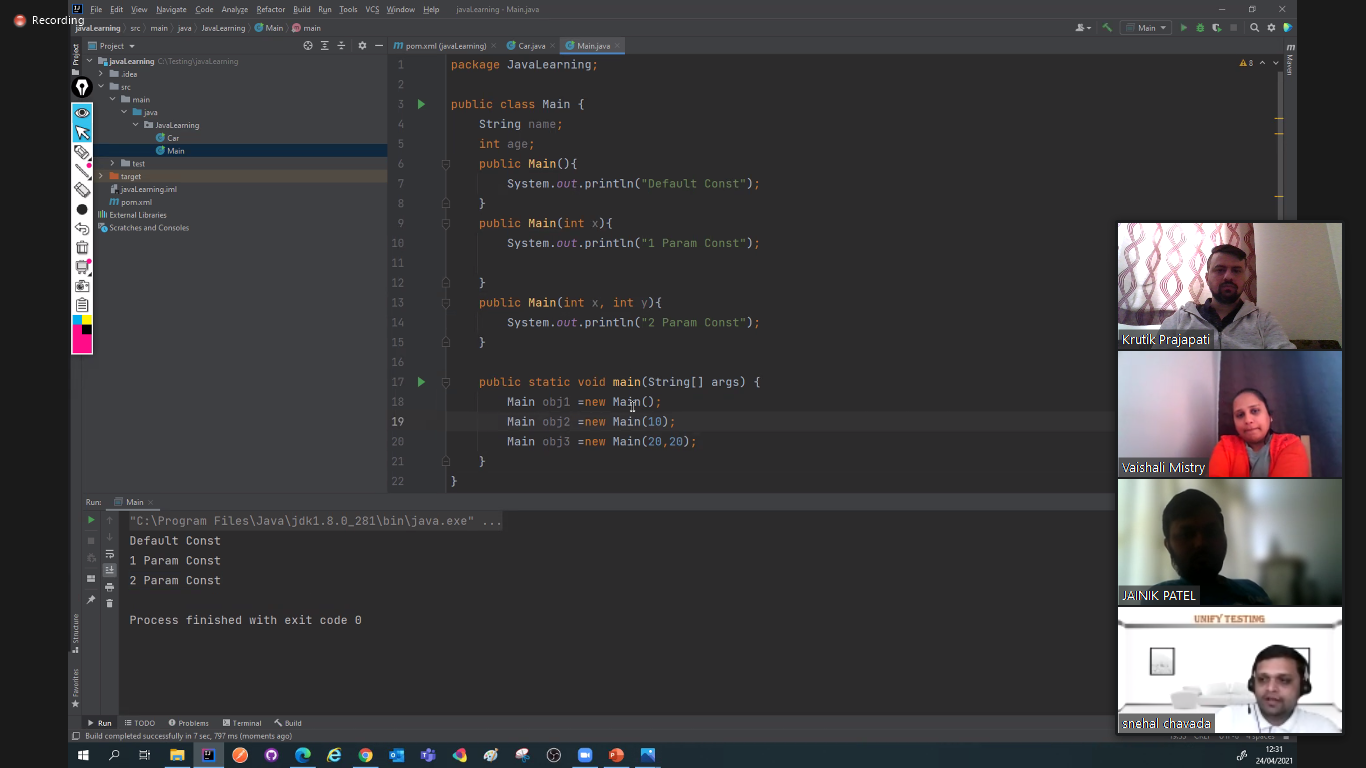 Recording
File Edit View Navigate Code Analyze Refactor Build Run Tools VCS Window Help javaLearning - Main.java
javaLearning src main java JavaLearning Main main
Main
Project
pom.xml (javaLearning) Car.java Main.java
Project
Maven
javaLearning C:\Testing\javaLearning
.idea
src
main
java
JavaLearning
Car
Main
test
target
javaLearning.iml
pom.xml
External Libraries
Scratches and Consoles
8
1 package JavaLearning;
2
3 public class Main {
4 String name;
5 int age;
6 public Main(){
7 System.out.println("Default Const");
8 }
9 public Main(int x){
10 System.out.println("1 Param Const");
11
12 }
13 public Main(int x, int y){
14 System.out.println("2 Param Const");
15 }
16
17 public static void main(String[] args) {
18 Main obj1 =new Main();
19 Main obj2 =new Main(10);
20 Main obj3 =new Main(20,20);
21 }
22 }
Run: Main
"C:\Program Files\Java\jdk1.8.0_281\bin\java.exe" ...
Default Const
1 Param Const
2 Param Const
Process finished with exit code 0
Structure
Favorites
Run TODO Problems Terminal Build
Build completed successfully in 7 sec, 797 ms (moments ago)
Krutik Prajapati
Vaishali Mistry
JAINIK PATEL
UNIFY TESTING
snehal chavada
12:31
24/04/2021